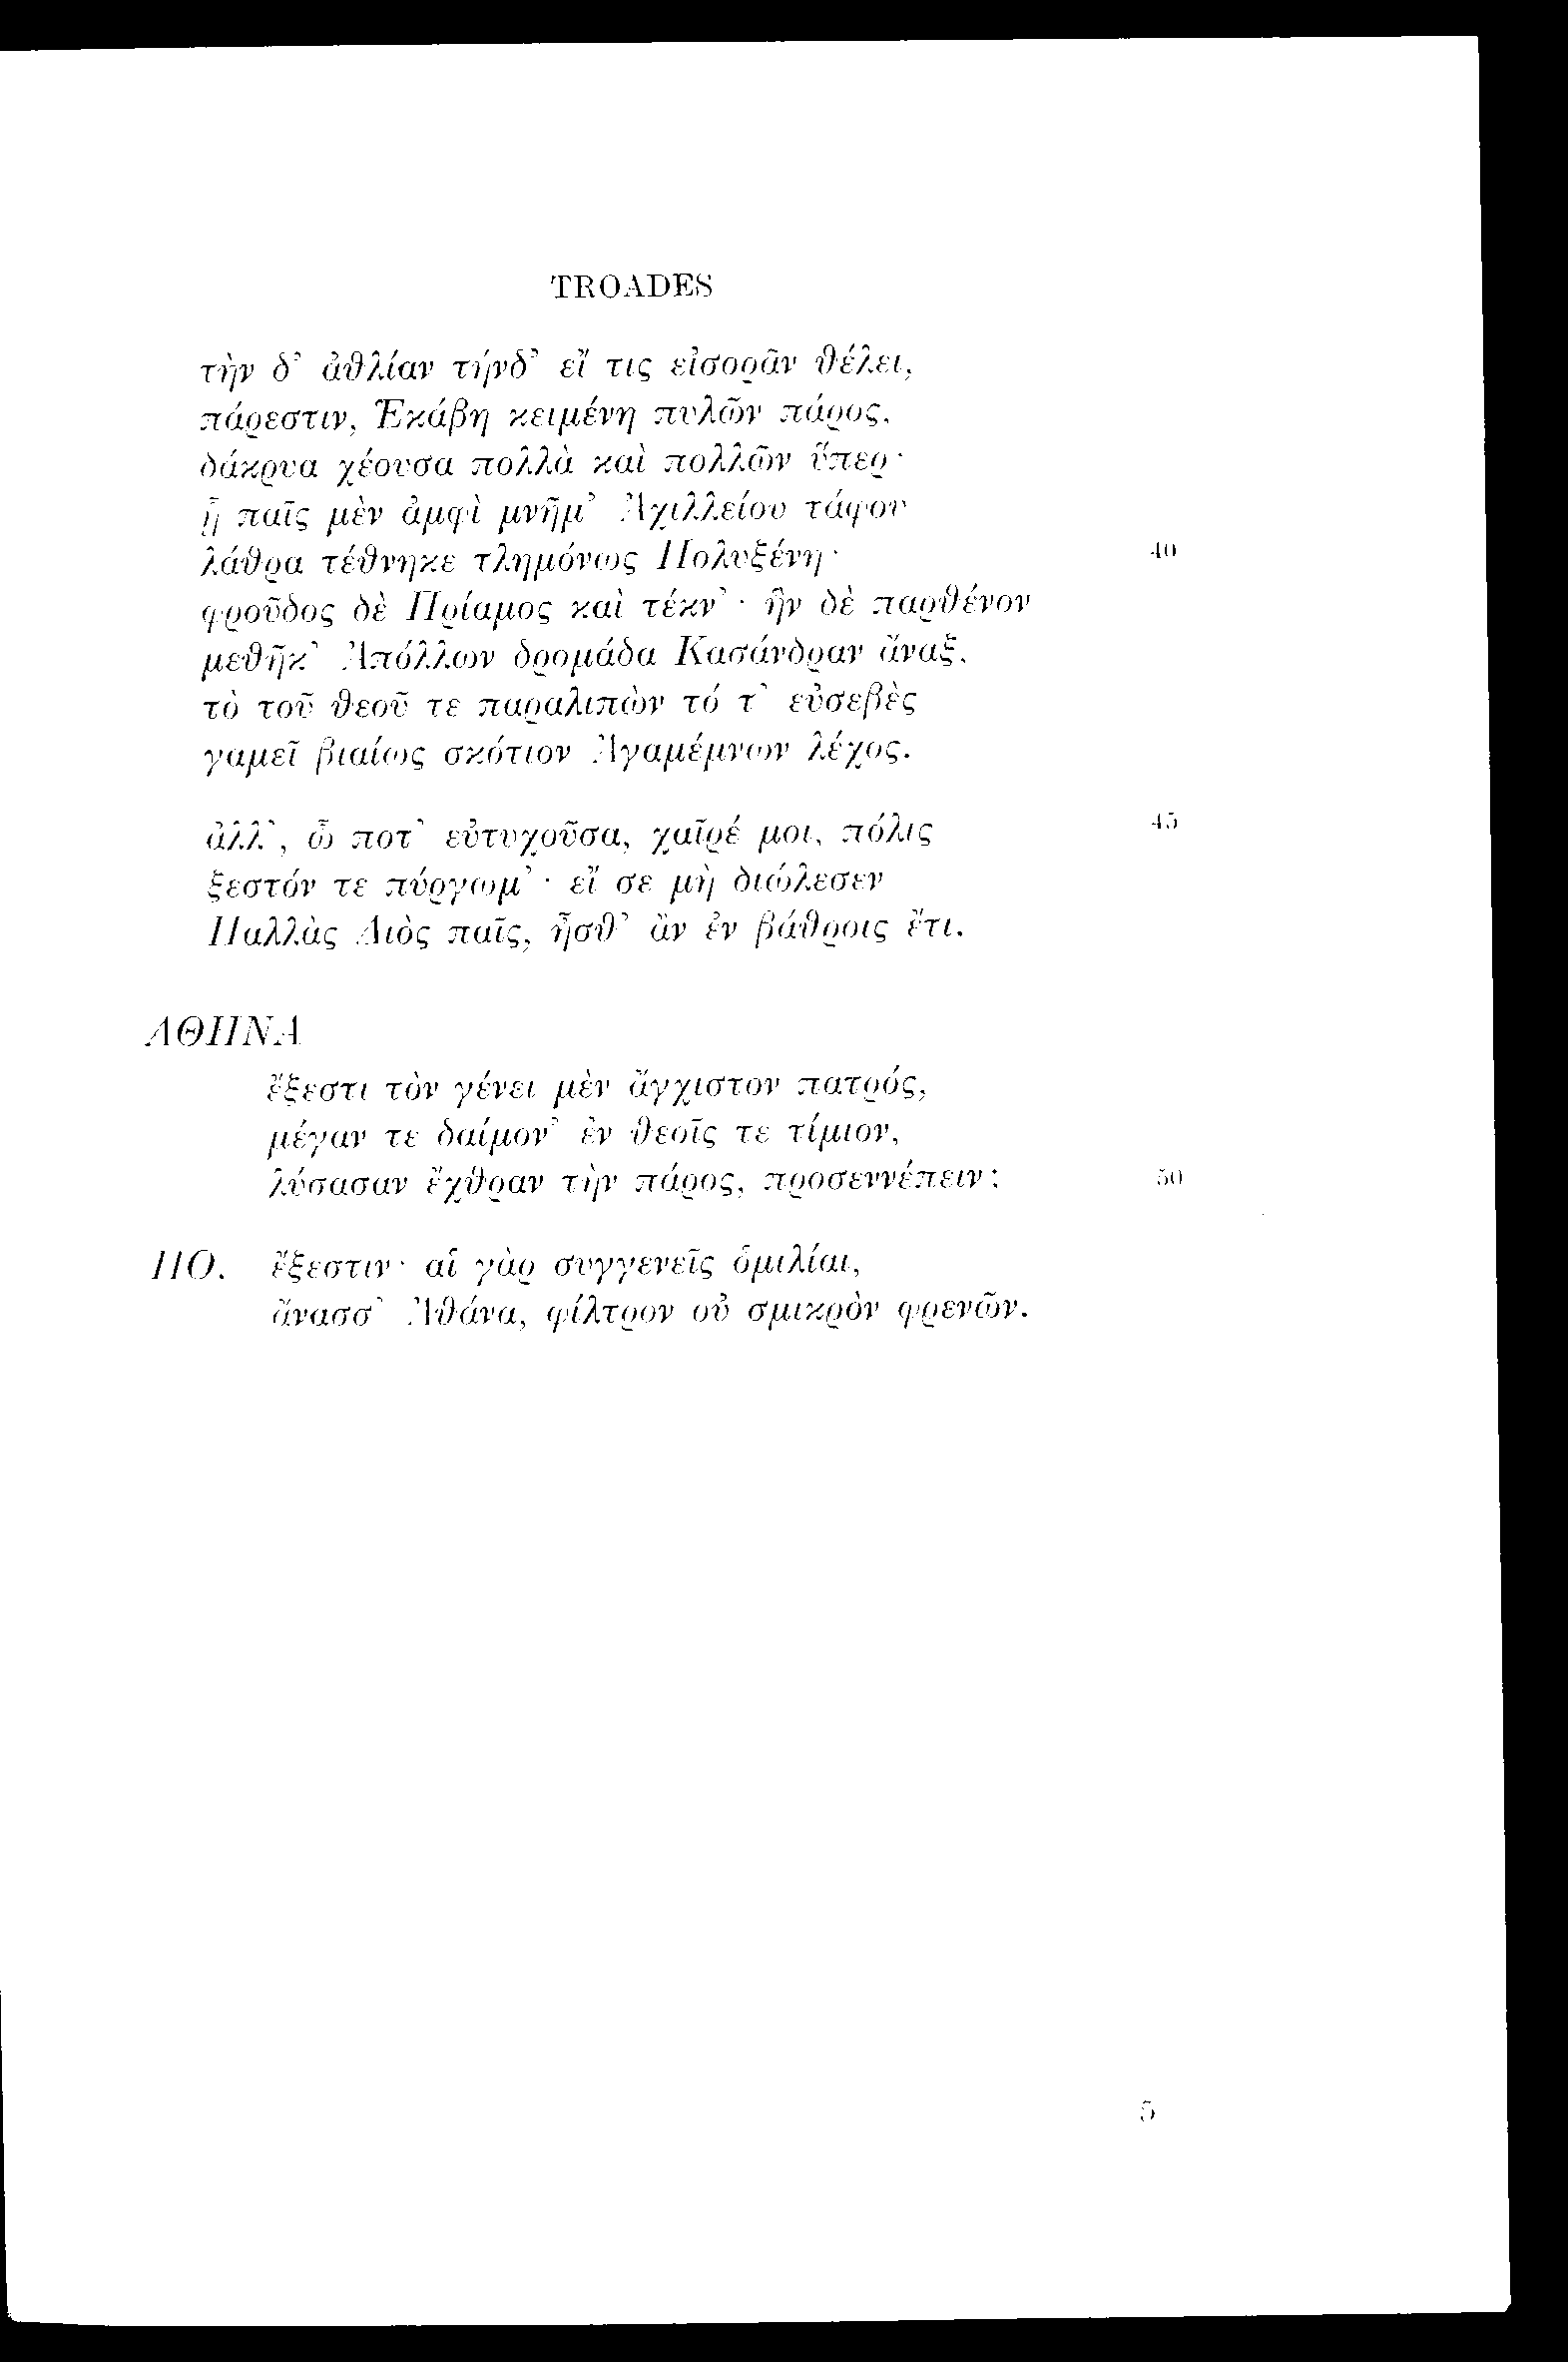 TROADES
τὴν δ’ ἀθλίαν τήνδ’ εἴ τις εἰσορᾶν θέλει,
πάρεστιν, Ἑκάβη κειμένη πυλῶν πάρος,
δάκρυα χέουσα πολλὰ καὶ πολλῶν ὕπερ·
ᾗ παῖς μὲν ἀμφὶ μνῆμ’ Ἀχιλλείου τάφου
λάθρα τέθνηκε τλημόνως Πολυξένη· 40
φροῦδος δὲ Πρίαμος καὶ τέκν’· ἣν δὲ παρθένον
μεθῆκ’ Ἀπόλλων δρομάδα Κασάνδραν ἄναξ,
τὸ τοῦ θεοῦ τε παραλιπὼν τό τ’ εὐσεβὲς
γαμεῖ βιαίως σκότιον Ἀγαμέμνων λέχος.
ἀλλ’, ὦ ποτ’ εὐτυχοῦσα, χαῖρέ μοι, πόλις 45
ξεστόν τε πύργωμ’· εἴ σε μὴ διώλεσεν
Παλλὰς Διὸς παῖς, ἦσθ’ ἂν ἐν βάθροις ἔτι.
ΑΘΗΝΑ
ἔξεστι τὸν γένει μὲν ἄγχιστον πατρός,
μέγαν τε δαίμον’ ἐν θεοῖς τε τίμιον,
λύσασαν ἔχθραν τὴν πάρος, προσεννέπειν; 50
ΠΟ. ἔξεστιν· αἱ γὰρ συγγενεῖς ὁμιλίαι,
ἄνασσ’ Ἀθάνα, φίλτρον οὐ σμικρὸν φρενῶν.
5